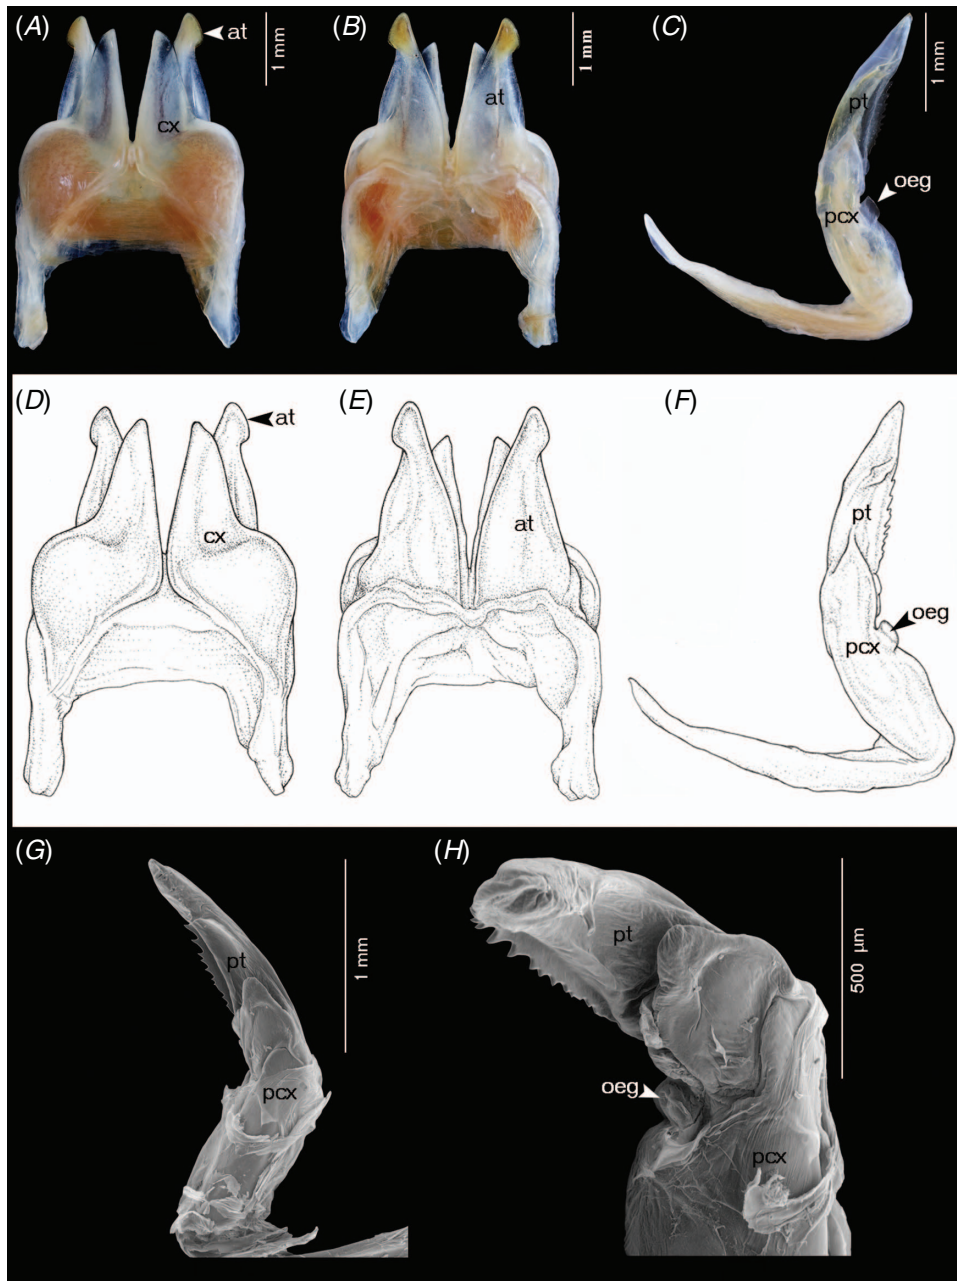 (A)
at
1 mm
cx
(B)
1 mm
at
(C)
1 mm
pt
oeg
pcx
(D)
at
cx
(E)
at
(F)
pt
oeg
pcx
(G)
pt
1 mm
pcx
(H)
pt
500 µm
oeg
pcx